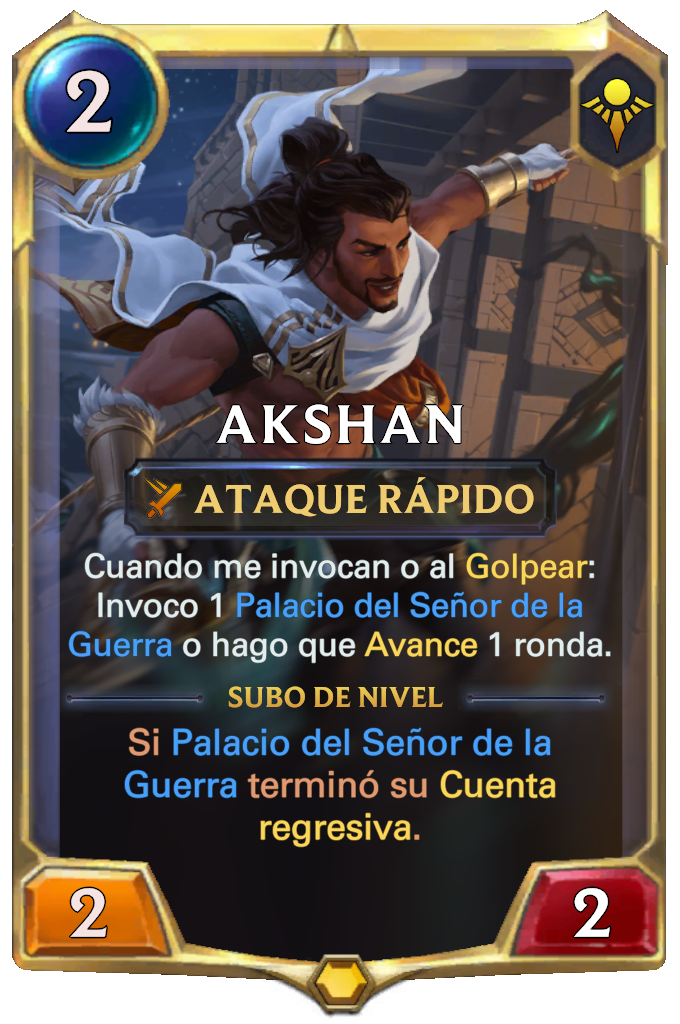 2
AKSHAN
ATAQUE RÁPIDO
Cuando me invocan o al Golpear:
Invoco 1 Palacio del Señor de la
Guerra o hago que Avance 1 ronda.
SUBO DE NIVEL
Si Palacio del Señor de la
Guerra terminó su Cuenta
regresiva.
2
2